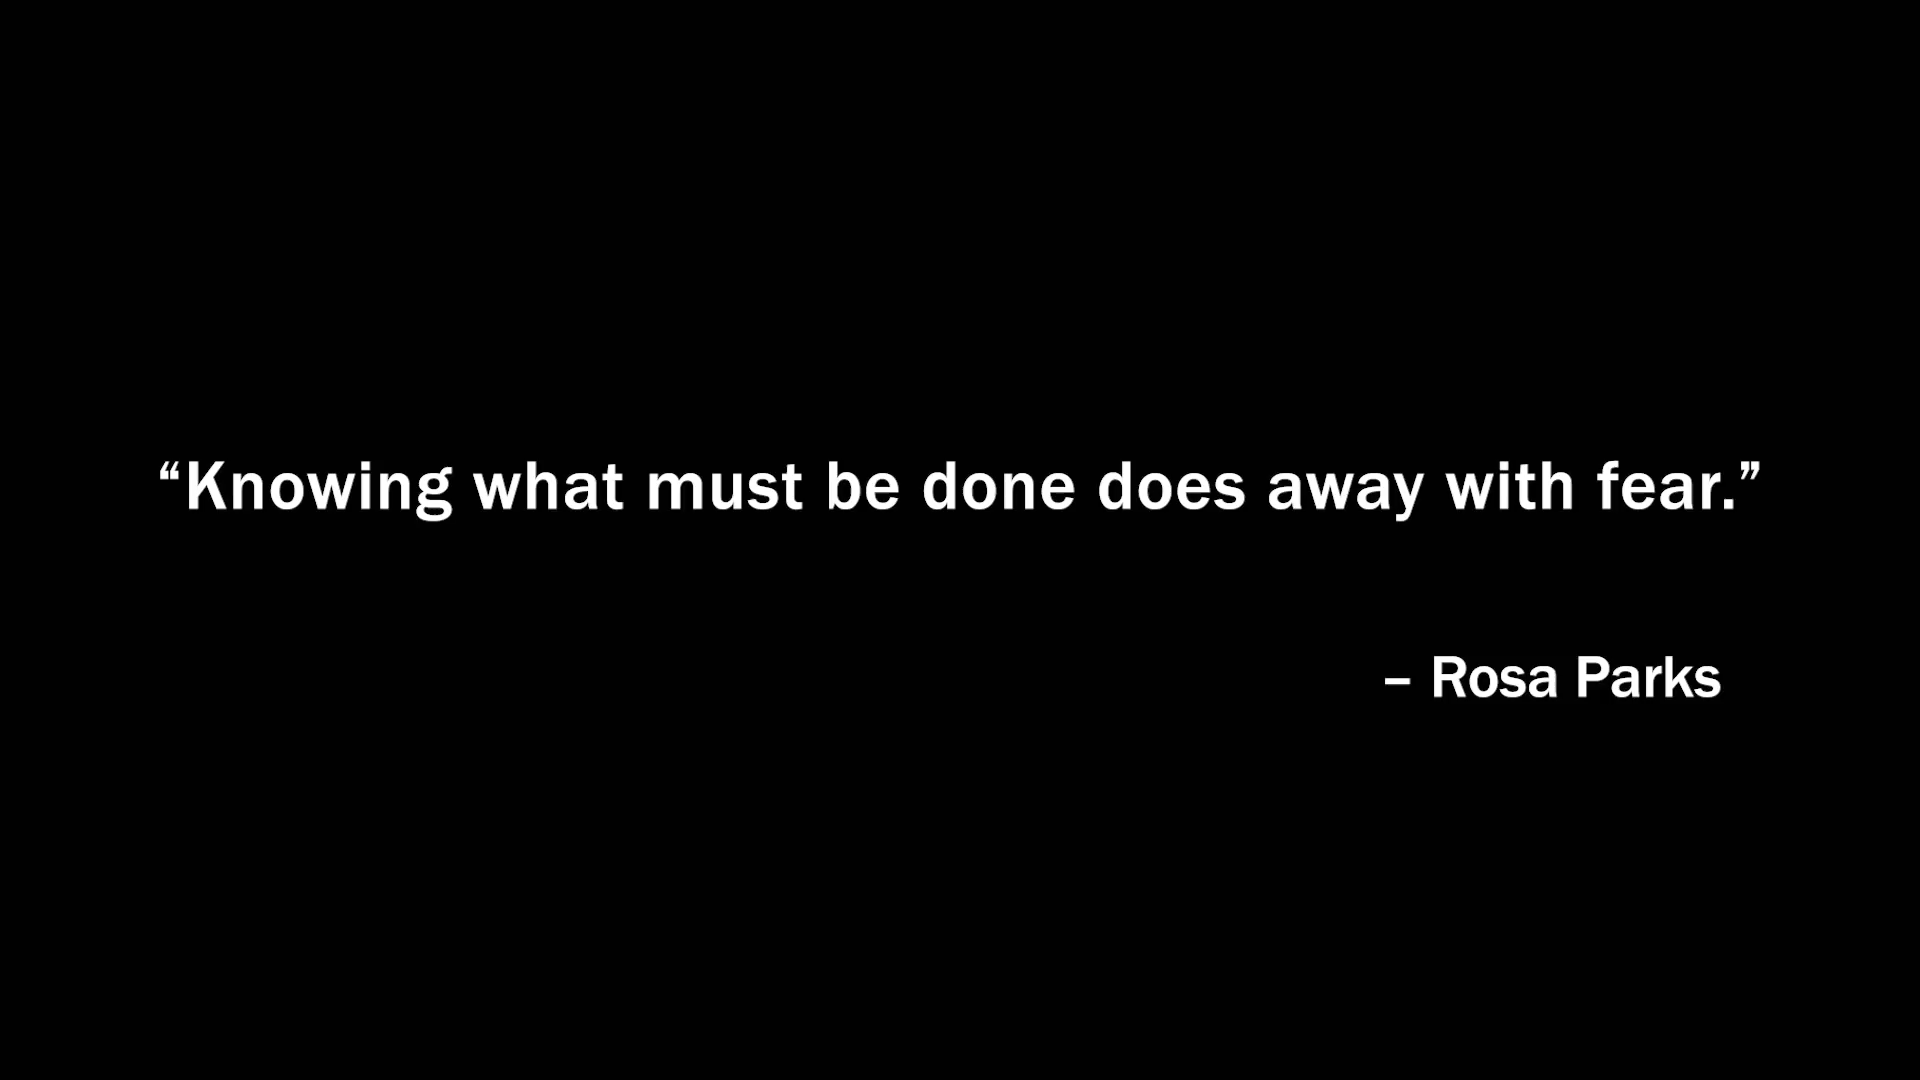 “Knowing what must be done does away with fear.”
– Rosa Parks